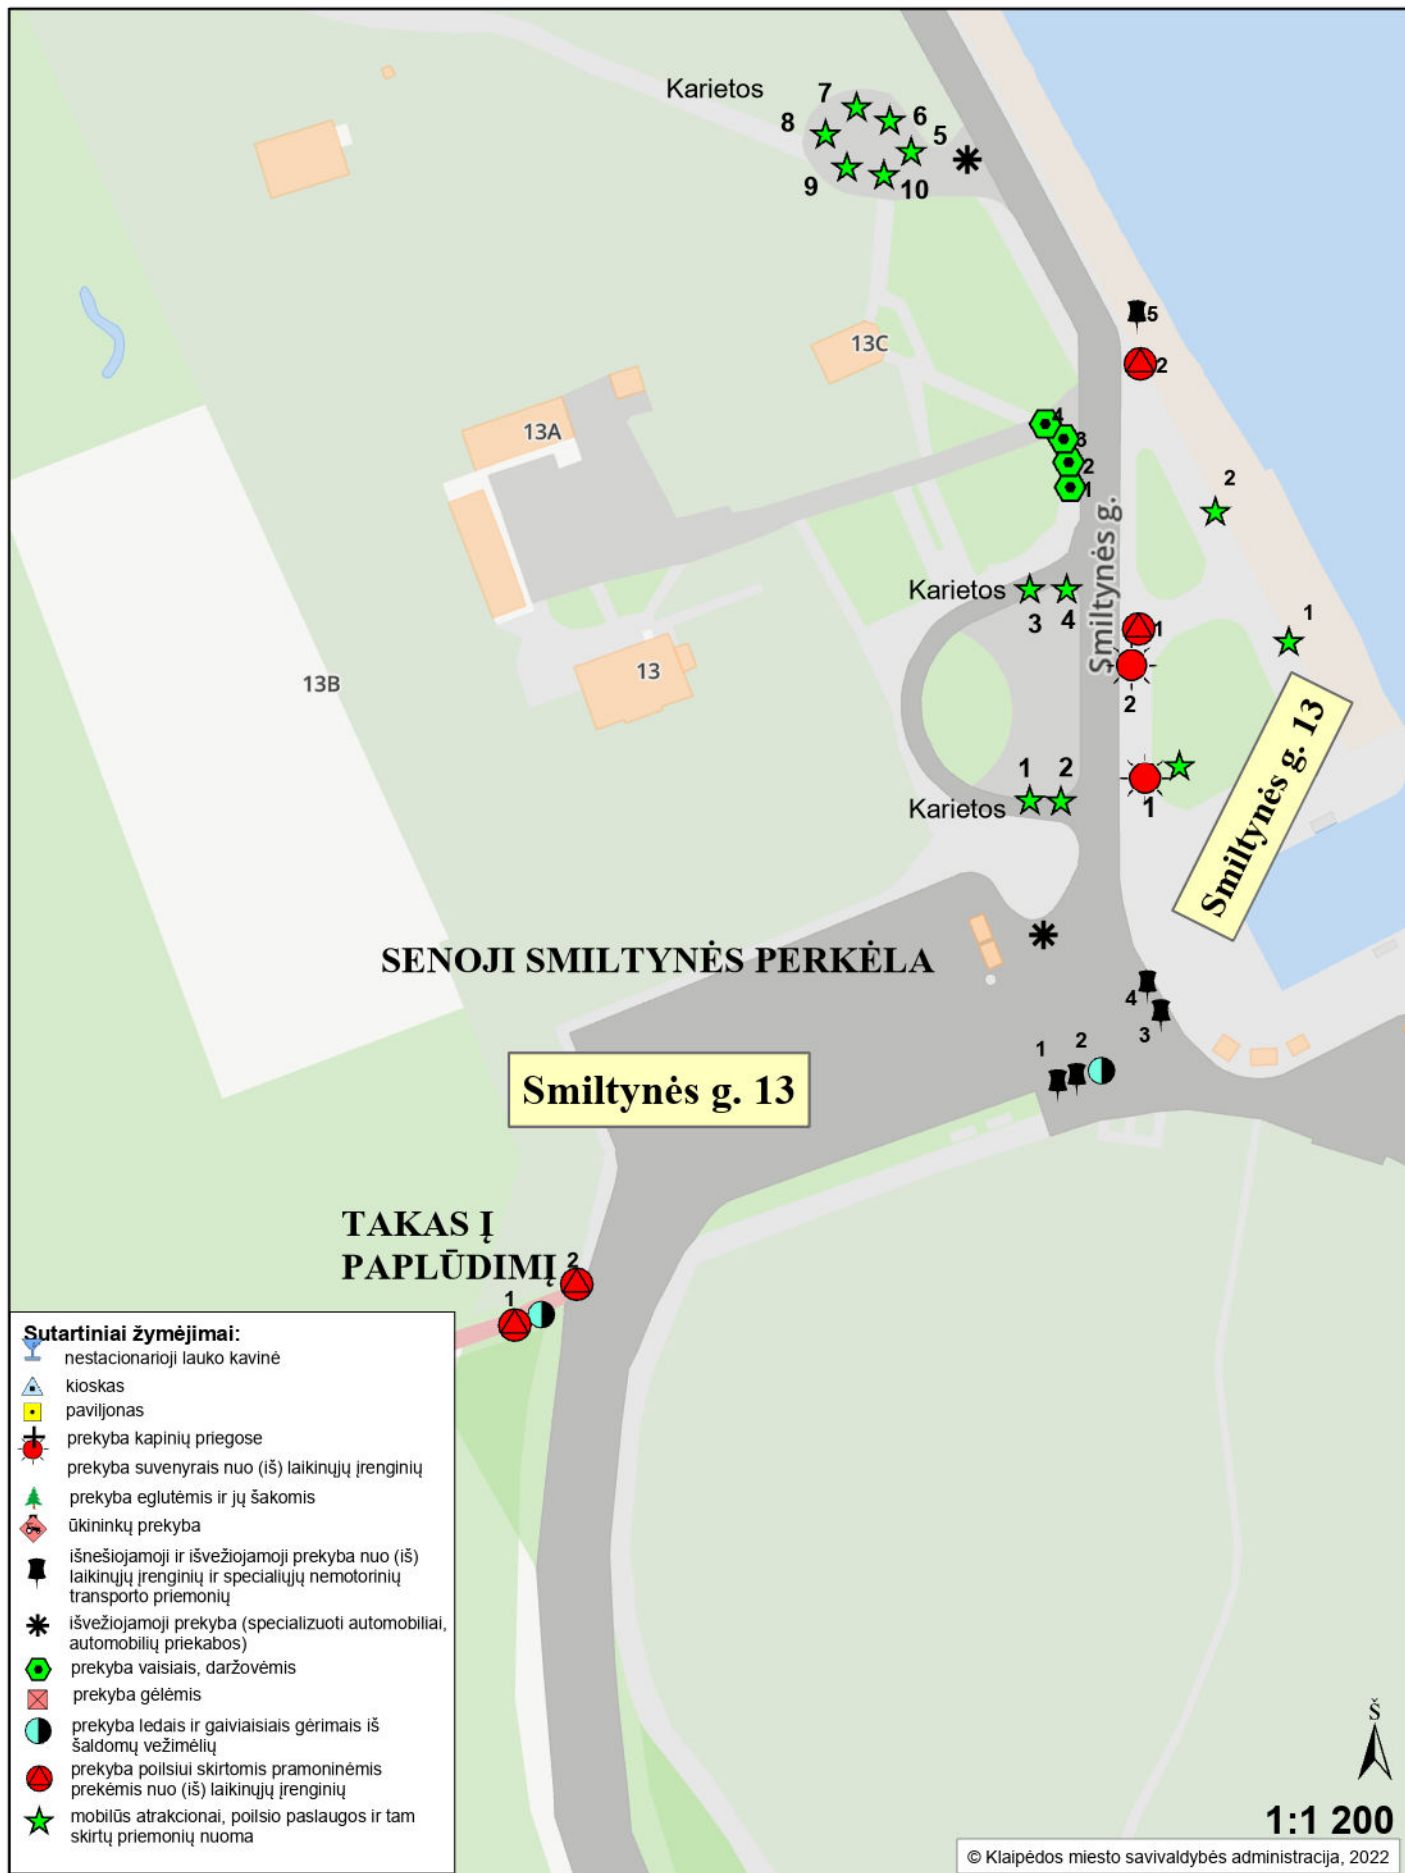 Karietos
7
6
8
5
9
10
5
13C
2
4
13A
3
2
2
1
Smiltynės g.
Karietos
3
4
1
1
13
13B
2
Smiltynės g. 13
1
2
Karietos
1
SENOJI SMILTYNĖS PERKĖLA
4
3
1
2
Smiltynės g. 13
TAKAS Į
PAPLŪDIMĮ
2
1
Sutartiniai žymėjimai:
nestacionarioji lauko kavinė
kioskas
paviljonas
prekyba kapinių priegose
prekyba suvenyrais nuo (iš) laikinųjų įrenginių
prekyba eglutėmis ir jų šakomis
ūkininkų prekyba
išnešiojamoji ir išvežiojamoji prekyba nuo (iš)
laikinųjų įrenginių ir specialiųjų nemotorinių
transporto priemonių
išvežiojamoji prekyba (specializuoti automobiliai,
automobilių priekabos)
prekyba vaisiais, daržovėmis
prekyba gėlėmis
prekyba ledais ir gaiviaisiais gėrimais iš
šaldomų vežimėlių
prekyba poilsiui skirtomis pramoninėmis
prekėmis nuo (iš) laikinųjų įrenginių
mobilūs atrakcionai, poilsio paslaugos ir tam
skirtų priemonių nuoma
Š
1:1 200
© Klaipėdos miesto savivaldybės administracija, 2022